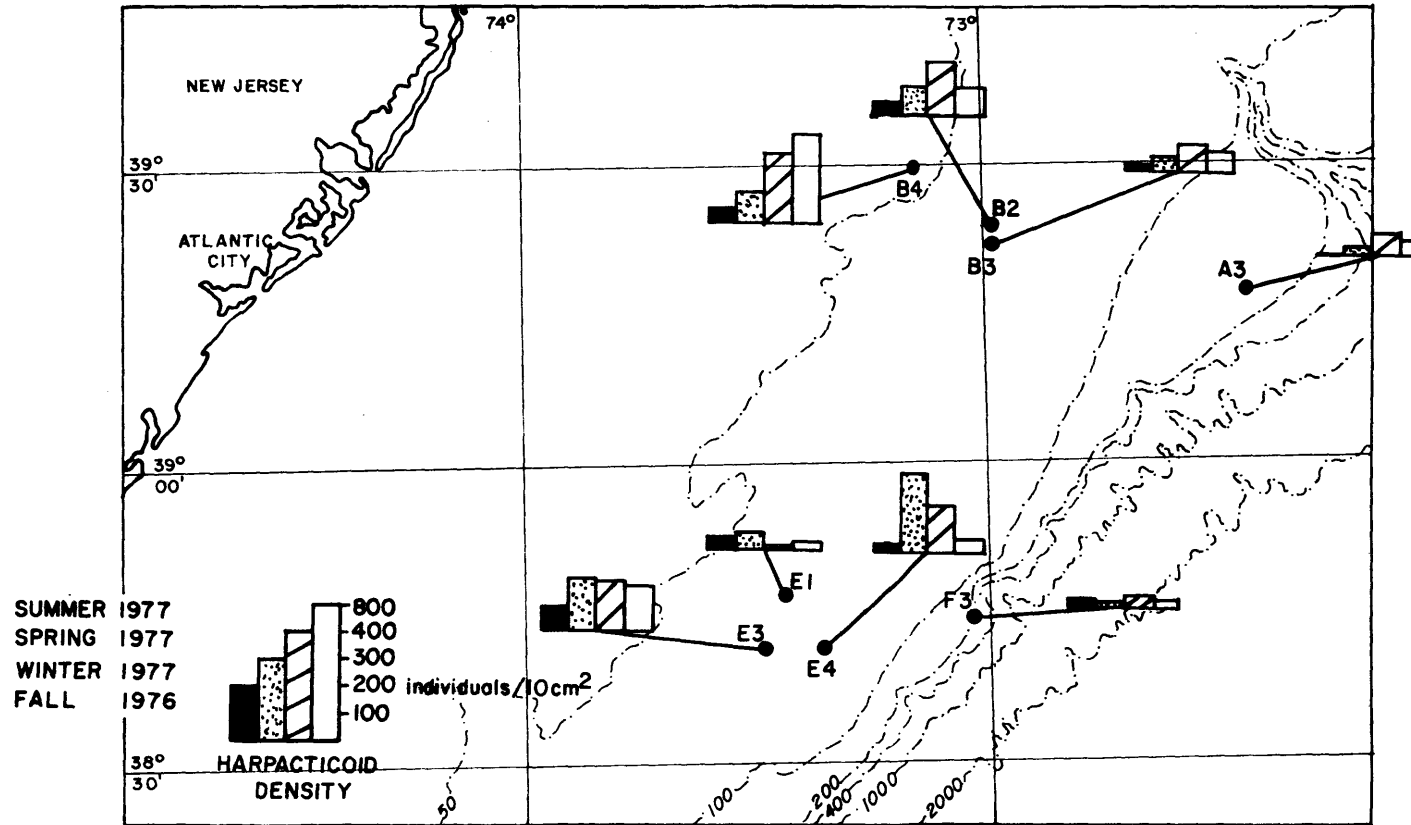 74°
73°
NEW JERSEY
39°
30'
B4
B2
ATLANTIC
CITY
B3
A3
39°
00'
E1
F3
E3
E4
SUMMER 1977
SPRING 1977
WINTER 1977
FALL 1976
800
400
300
200 individuals/10cm²
100
HARPACTICOID
DENSITY
38°
30'
50
100
200
400
1000
2000